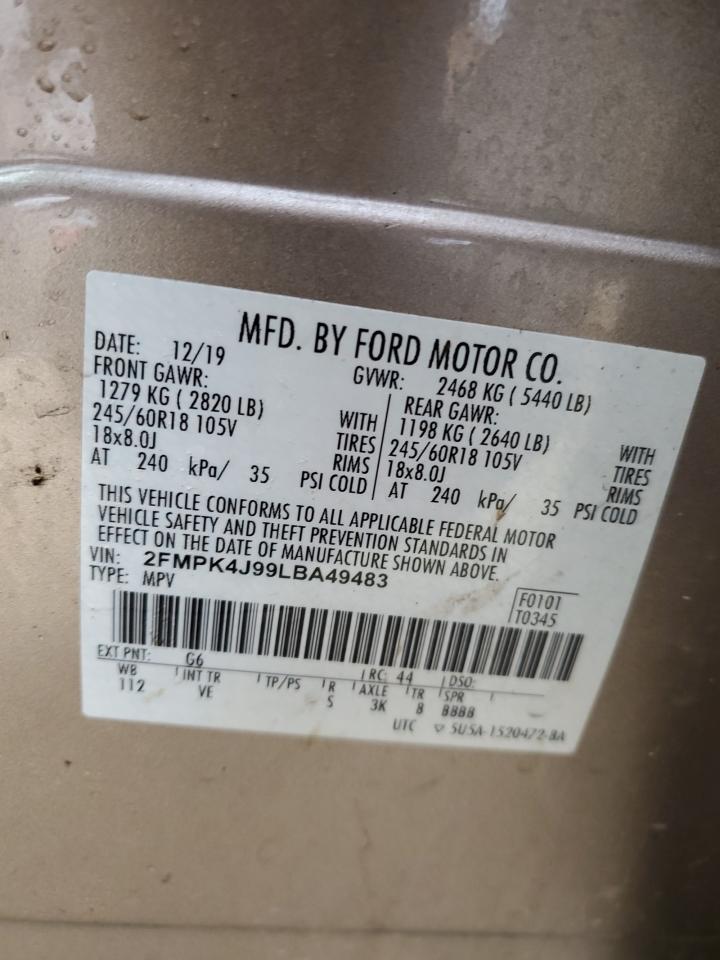 MFD. BY FORD MOTOR CO.
DATE: 12/19 GVWR: 2468 KG ( 5440 LB)
FRONT GAWR: REAR GAWR:
1279 KG ( 2820 LB) WITH 1198 KG ( 2640 LB) WITH
245/60R18 105V TIRES 245/60R18 105V TIRES
18x8.0J RIMS 18x8.0J RIMS
AT 240 kPa/ 35 PSI COLD AT 240 kPa/ 35 PSI COLD
THIS VEHICLE CONFORMS TO ALL APPLICABLE FEDERAL MOTOR
VEHICLE SAFETY AND THEFT PREVENTION STANDARDS IN
EFFECT ON THE DATE OF MANUFACTURE SHOWN ABOVE.
VIN: 2FMPK4J99LBA49483
TYPE: MPV
F0101
T0345
EXT PNT: G6 RC: 44 DSO:
WB INT TR TP/PS R AXLE TR SPR
112 VE S 3K 8 8888
UTC ▽ 5U5A-1520472-BA